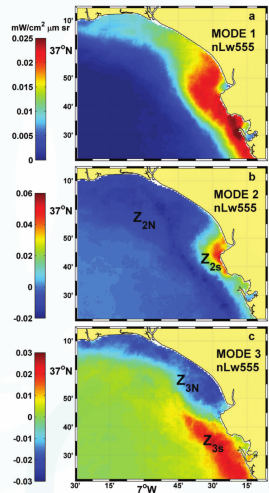 mW/cm² µm sr
a
MODE 1
nLw555
0.025
0.02
0.015
0.01
0.005
0
10'
37°N
50'
40'
30'
b
MODE 2
nLw555
Z2N
Z2s
0.06
0.04
0.02
0
-0.02
10'
37°N
50'
40'
30'
c
MODE 3
nLw555
Z3N
Z3s
0.03
0.02
0.01
0
-0.01
-0.02
-0.03
10'
37°N
50'
40'
30'
30' 15' 7°W 45' 30' 15'